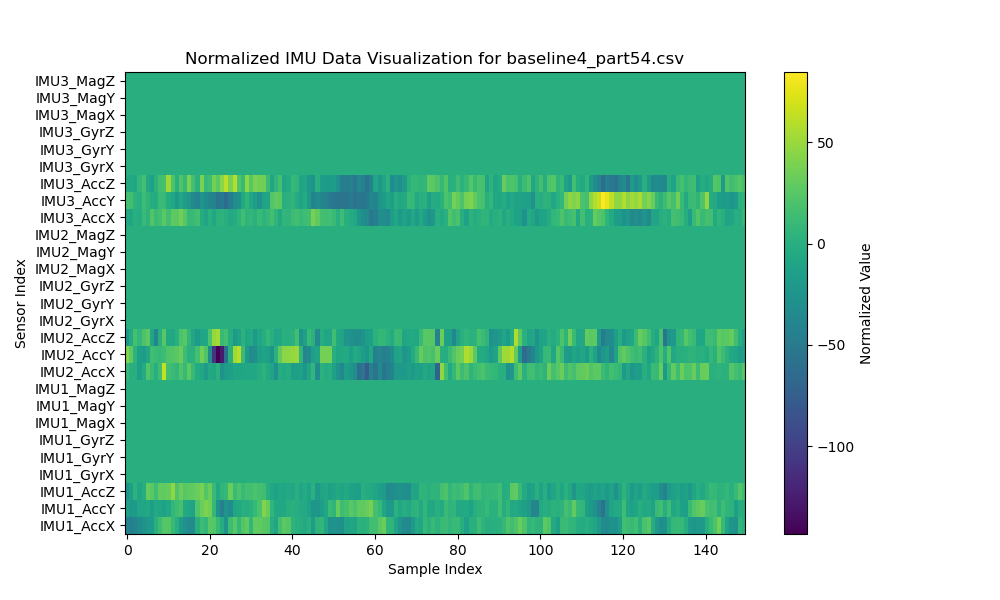 Normalized IMU Data Visualization for baseline4_part54.csv
IMU3_MagZ
IMU3_MagY
IMU3_MagX
IMU3_GyrZ
IMU3_GyrY
IMU3_GyrX
IMU3_AccZ
IMU3_AccY
IMU3_AccX
IMU2_MagZ
IMU2_MagY
IMU2_MagX
IMU2_GyrZ
IMU2_GyrY
IMU2_GyrX
IMU2_AccZ
IMU2_AccY
IMU2_AccX
IMU1_MagZ
IMU1_MagY
IMU1_MagX
IMU1_GyrZ
IMU1_GyrY
IMU1_GyrX
IMU1_AccZ
IMU1_AccY
IMU1_AccX
Sensor Index
0 20 40 60 80 100 120 140
Sample Index
50
0
−50
−100
Normalized Value